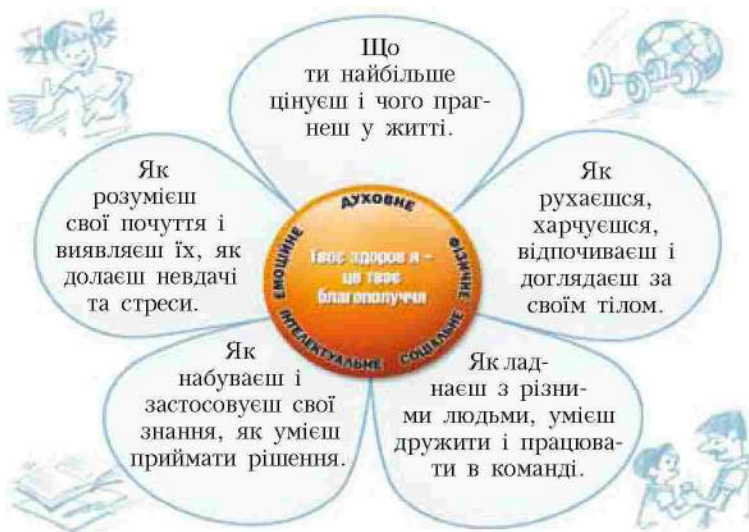 Що
ти найбільше
цінуєш і чого праг-
неш у житті.
Як
розумієш
свої почуття і
виявляєш їх, як
долаєш невдачі
та стреси.
Як
рухаєшся,
харчуєшся,
відпочиваєш і
доглядаєш за
своїм тілом.
ДУХОВНЕ
ЕМОЦІЙНЕ
ФІЗИЧНЕ
Твоє здоров'я –
це твоє
благополуччя
ІНТЕЛЕКТУАЛЬНЕ
СОЦІАЛЬНЕ
Як
набуваєш і
застосовуєш свої
знання, як умієш
приймати рішення.
Як лад-
наєш з різни-
ми людьми, умієш
дружити і працюва-
ти в команді.